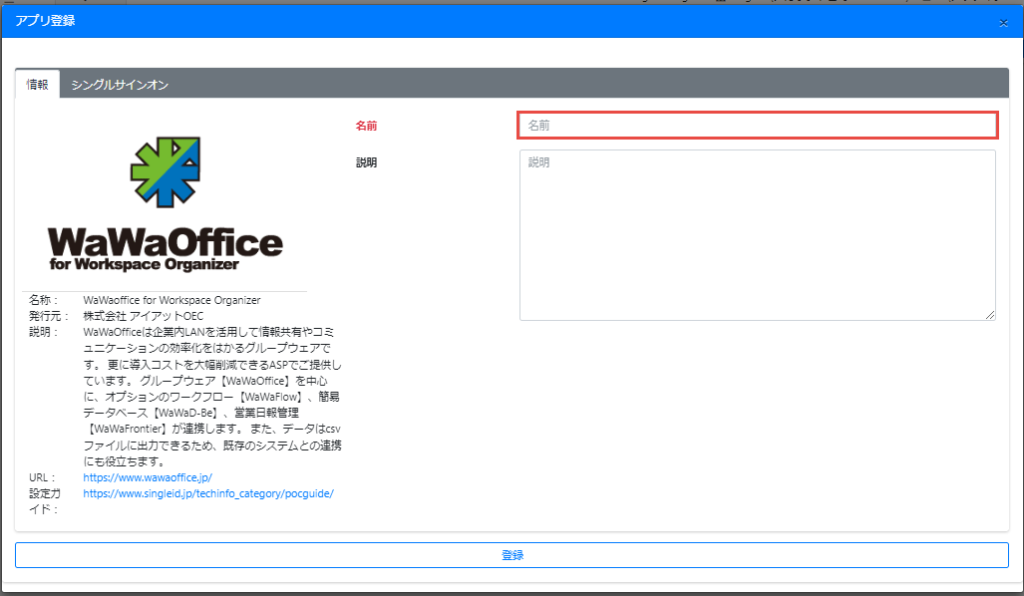 アプリ登録
×
情報
シングルサインオン
名前
名前
説明
説明
WaWaOffice
for Workspace Organizer
名称： WaWaoffice for Workspace Organizer
発行元： 株式会社 アイアットOEC
説明： WaWaOfficeは企業内LANを活用して情報共有やコミ
ュニケーションの効率化をはかるグループウェアで
す。 更に導入コストを大幅削減できるASPでご提供し
ています。 グループウェア【WaWaOffice】を中心
に、オプションのワークフロー【WaWaFlow】、簡易
データベース【WaWaD-Be】、営業日報管理
【WaWaFrontier】が連携します。 また、データはcsv
ファイルに出力できるため、既存のシステムとの連携
にも役立ちます。
URL： https://www.wawaoffice.jp/
設定ガ https://www.singleid.jp/techinfo_category/pocguide/
イド：
登録